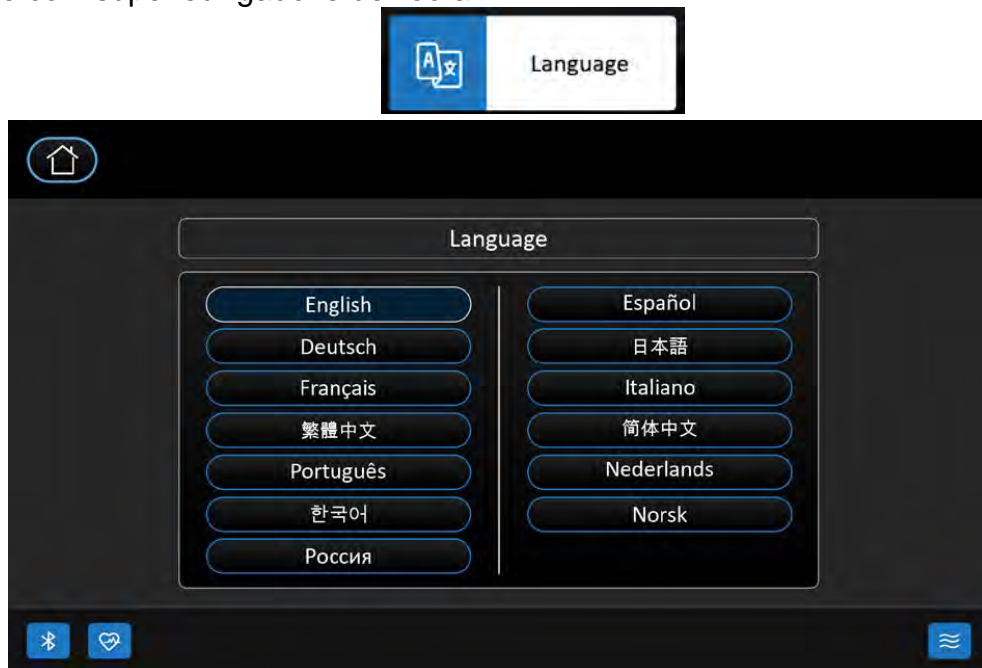 Language
Language
English
Deutsch
Français
繁體中文
Português
한국어
Россия
Español
日本語
Italiano
简体中文
Nederlands
Norsk